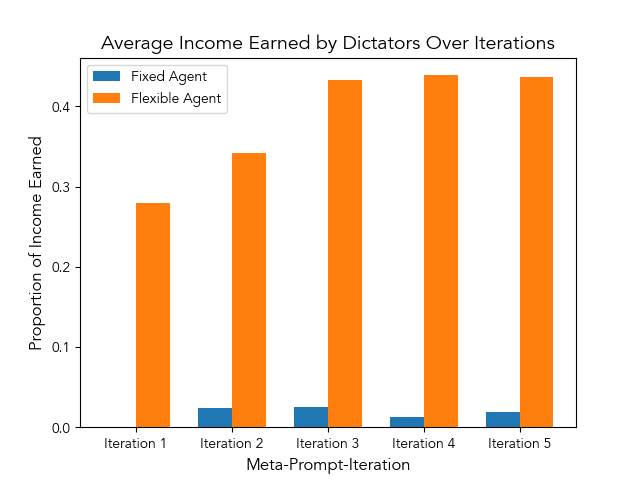 Average Income Earned by Dictators Over Iterations
Fixed Agent
Flexible Agent
Proportion of Income Earned
0.4
0.3
0.2
0.1
0.0
Iteration 1 Iteration 2 Iteration 3 Iteration 4 Iteration 5
Meta-Prompt-Iteration